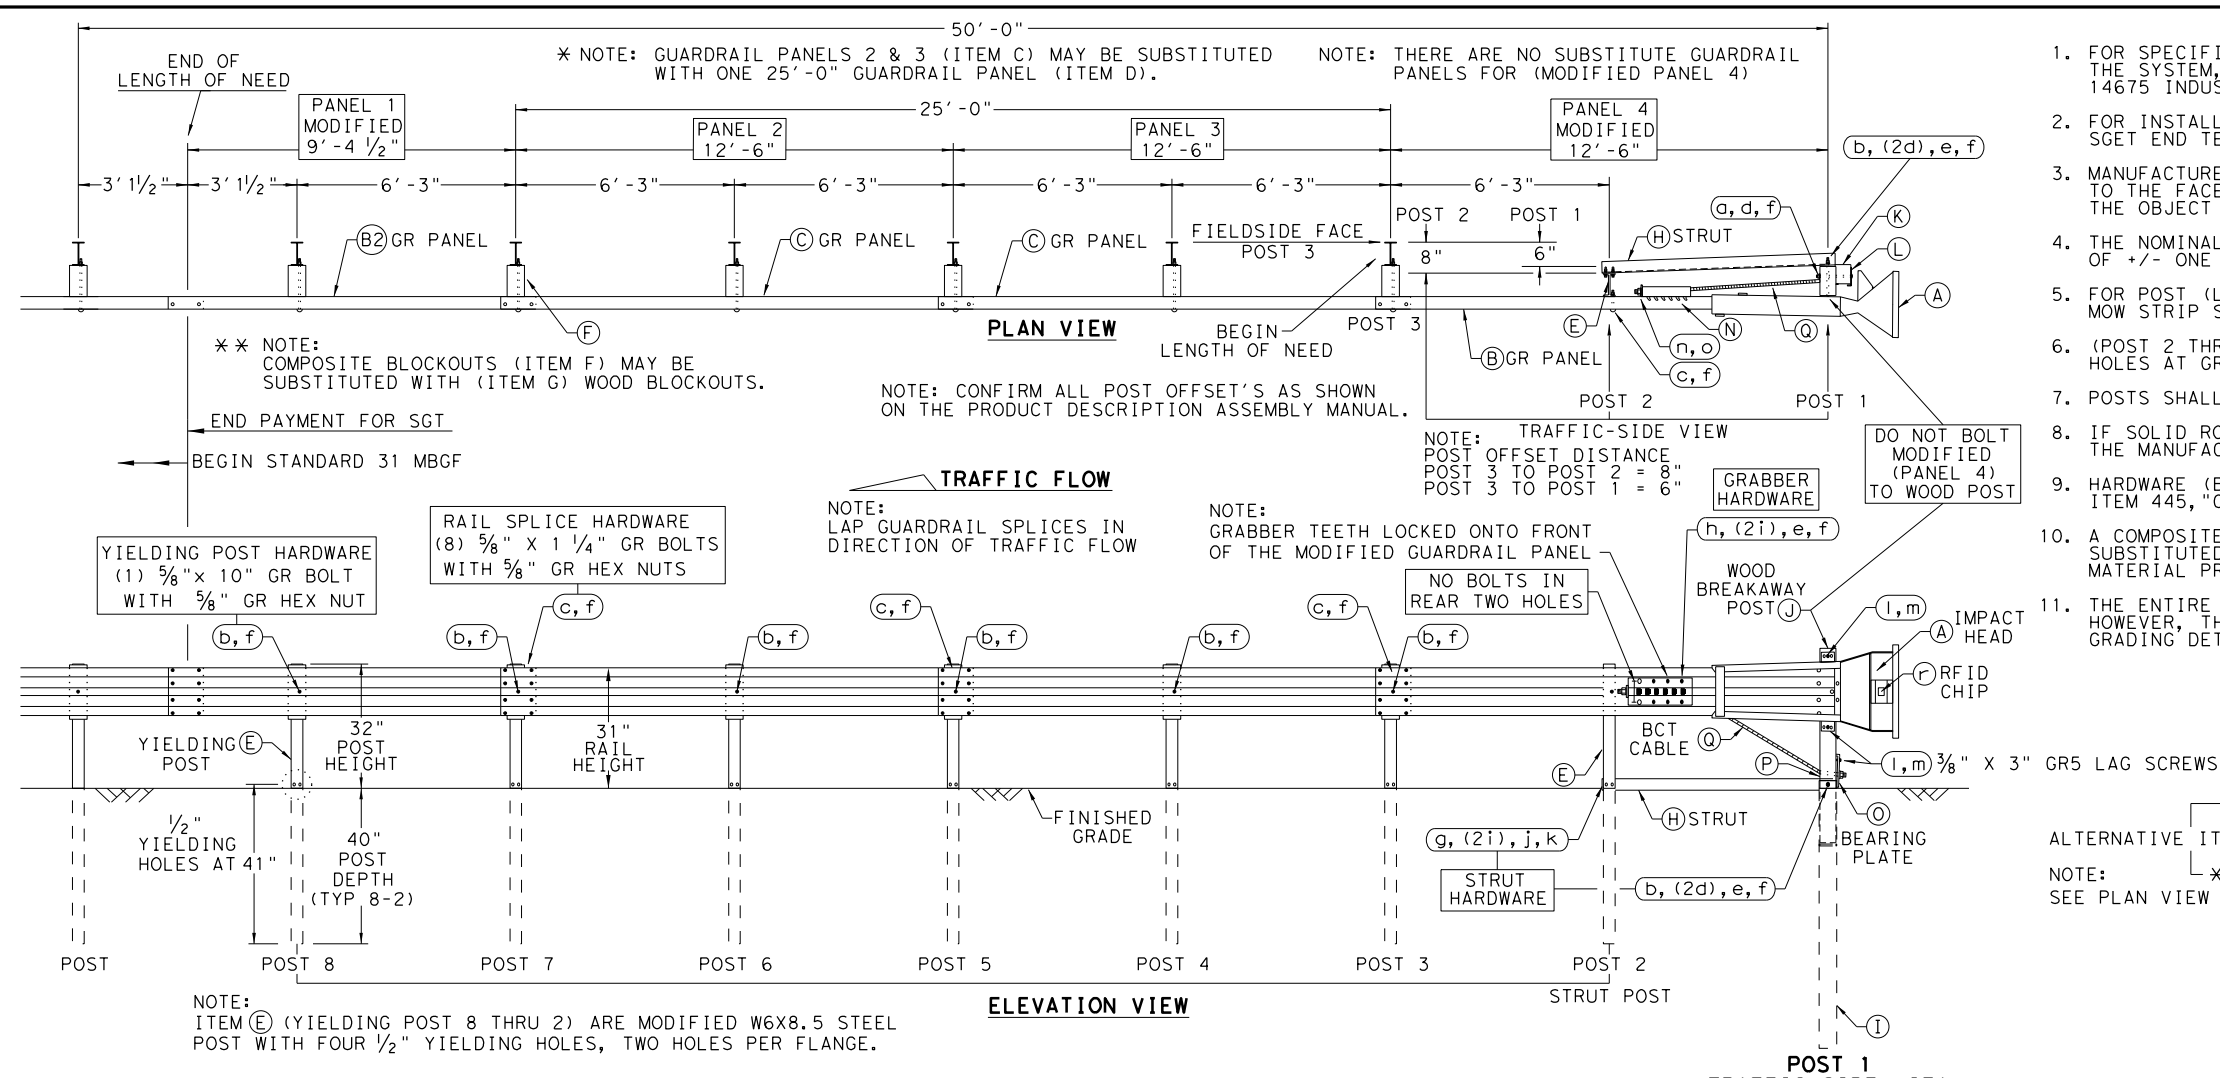 50'-0"
* NOTE: GUARDRAIL PANELS 2 & 3 (ITEM C) MAY BE SUBSTITUTED
WITH ONE 25'-0" GUARDRAIL PANEL (ITEM D).
NOTE: THERE ARE NO SUBSTITUTE GUARDRAIL
PANELS FOR (MODIFIED PANEL 4)
END OF
LENGTH OF NEED
PANEL 1
MODIFIED
9'-4 1/2"
25'-0"
PANEL 2
12'-6"
PANEL 3
12'-6"
PANEL 4
MODIFIED
12'-6"
b, (2d), e, f
3' 1 1/2"
3' 1 1/2"
6'-3"
6'-3"
6'-3"
6'-3"
6'-3"
6'-3"
POST 2
POST 1
a, d, f
K
B2 GR PANEL
C GR PANEL
C GR PANEL
FIELDSIDE FACE
POST 3
8"
6"
H STRUT
L
A
F
PLAN VIEW
BEGIN
LENGTH OF NEED
POST 3
E
N
Q
n, o
B GR PANEL
c, f
** NOTE:
COMPOSITE BLOCKOUTS (ITEM F) MAY BE
SUBSTITUTED WITH (ITEM G) WOOD BLOCKOUTS.
NOTE: CONFIRM ALL POST OFFSET'S AS SHOWN
ON THE PRODUCT DESCRIPTION ASSEMBLY MANUAL.
POST 2
POST 1
END PAYMENT FOR SGT
BEGIN STANDARD 31 MBGF
TRAFFIC-SIDE VIEW
NOTE:
POST OFFSET DISTANCE
POST 3 TO POST 2 = 8"
POST 3 TO POST 1 = 6"
DO NOT BOLT
MODIFIED
(PANEL 4)
TO WOOD POST
TRAFFIC FLOW
NOTE:
LAP GUARDRAIL SPLICES IN
DIRECTION OF TRAFFIC FLOW
GRABBER
HARDWARE
NOTE:
GRABBER TEETH LOCKED ONTO FRONT
OF THE MODIFIED GUARDRAIL PANEL
h, (2i), e, f
YIELDING POST HARDWARE
(1) 5/8"x 10" GR BOLT
WITH 5/8" GR HEX NUT
RAIL SPLICE HARDWARE
(8) 5/8" X 1 1/4" GR BOLTS
WITH 5/8" GR HEX NUTS
NO BOLTS IN
REAR TWO HOLES
WOOD
BREAKAWAY
POST J
l, m
b, f
c, f
b, f
b, f
c, f
b, f
b, f
c, f
b, f
A IMPACT
HEAD
r RFID
CHIP
YIELDING E
POST
32"
POST
HEIGHT
31"
RAIL
HEIGHT
BCT
CABLE
Q
E
P
l, m 3/8" X 3" GR5 LAG SCREWS
1/2"
YIELDING
HOLES AT 41"
40"
POST
DEPTH
(TYP 8-2)
FINISHED
GRADE
H STRUT
O
BEARING
PLATE
g, (2i), j, k
STRUT
HARDWARE
b, (2d), e, f
POST
POST 8
POST 7
POST 6
POST 5
POST 4
POST 3
POST 2
STRUT POST
ELEVATION VIEW
NOTE:
ITEM E (YIELDING POST 8 THRU 2) ARE MODIFIED W6X8.5 STEEL
POST WITH FOUR 1/2" YIELDING HOLES, TWO HOLES PER FLANGE.
I
POST 1
1. FOR SPECIFI
THE SYSTEM,
14675 INDUS
2. FOR INSTALL
SGET END TE
3. MANUFACTURE
TO THE FACE
THE OBJECT
4. THE NOMINAL
OF +/- ONE
5. FOR POST (L
MOW STRIP S
6. (POST 2 THR
HOLES AT GR
7. POSTS SHALL
8. IF SOLID RO
THE MANUFAC
9. HARDWARE (B
ITEM 445, "G
10. A COMPOSITE
SUBSTITUTED
MATERIAL PR
11. THE ENTIRE
HOWEVER, TH
GRADING DET
ALTERNATIVE IT
NOTE: *
SEE PLAN VIEW